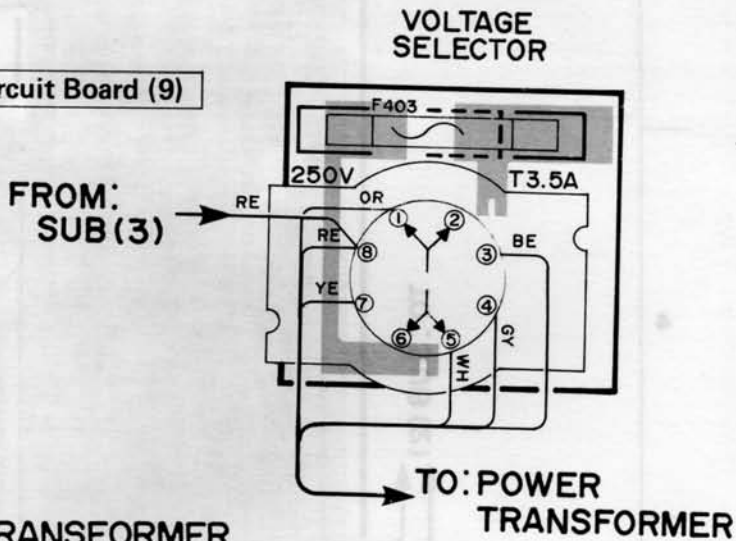 VOLTAGE
SELECTOR
rcuit Board (9)
F403
250V
T3.5A
FROM:
SUB (3)
RE
OR
① ②
RE ⑧ ③ BE
YE ⑦ ④
⑥ ⑤
WH
GY
TO: POWER
TRANSFORMER
RANSFORMER